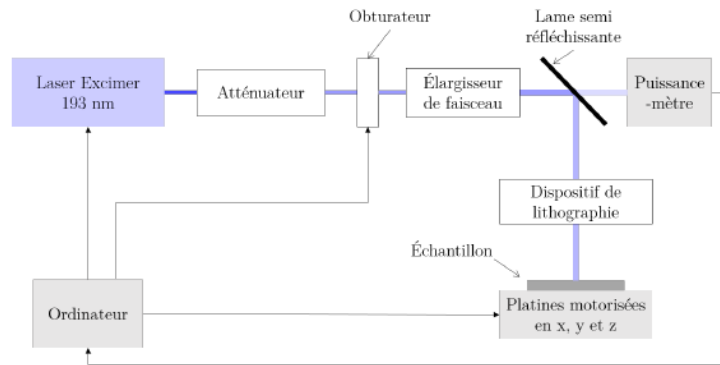 Obturateur
Lame semi
réfléchissante
Laser Excimer
193 nm
Atténuateur
Élargisseur
de faisceau
Puissance
-mètre
Dispositif de
lithographie
Échantillon
Ordinateur
Platines motorisées
en x, y et z